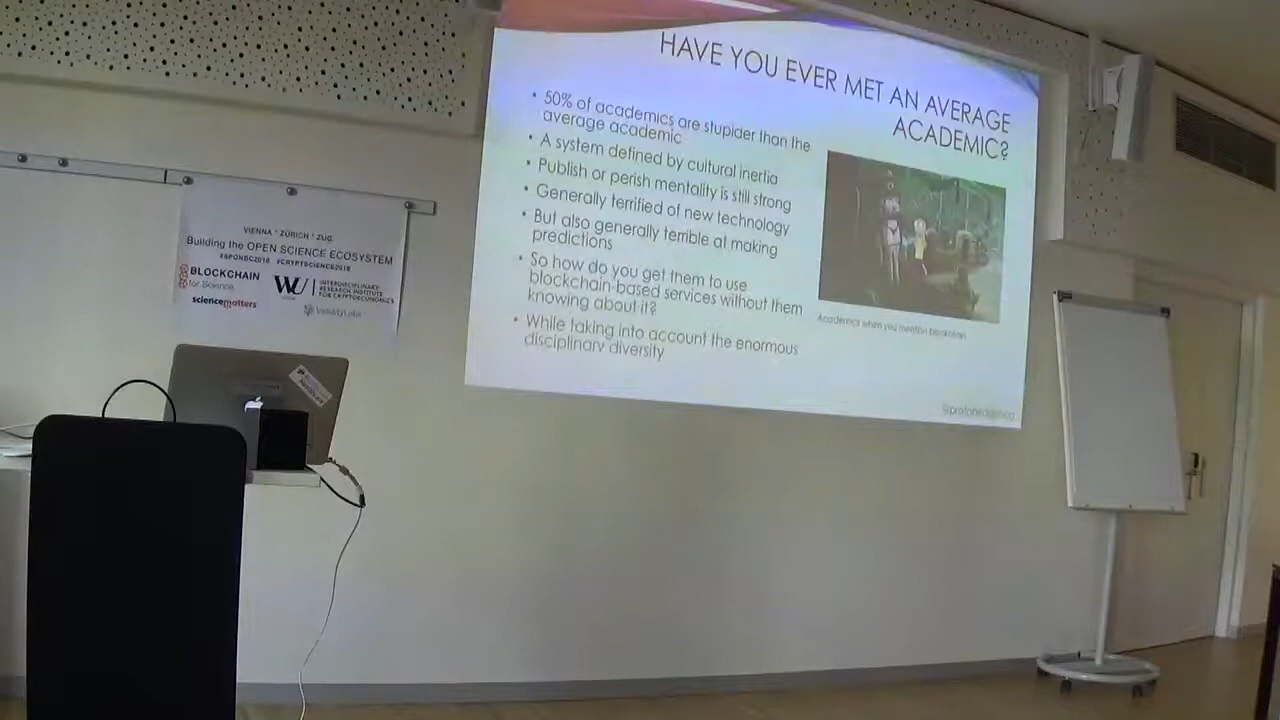 HAVE YOU EVER MET AN AVERAGE
ACADEMIC?
• 50% of academics are stupider than the
average academic
• A system defined by cultural inertia
• Publish or perish mentality is still strong
• Generally terrified of new technology
• But also generally terrible at making
predictions
• So how do you get them to use
blockchain-based services without them
knowing about it?
• While taking into account the enormous
disciplinary diversity
Academics when you mention blockchain
VIENNA * ZÜRICH * ZUG
Building the OPEN SCIENCE ECOSYSTEM
BLOCKCHAIN
for Science
WU
INTERDISCIPLINARY
RESEARCH INSTITUTE
FOR CRYPTOECONOMICS
sciencematters
ValidityLabs